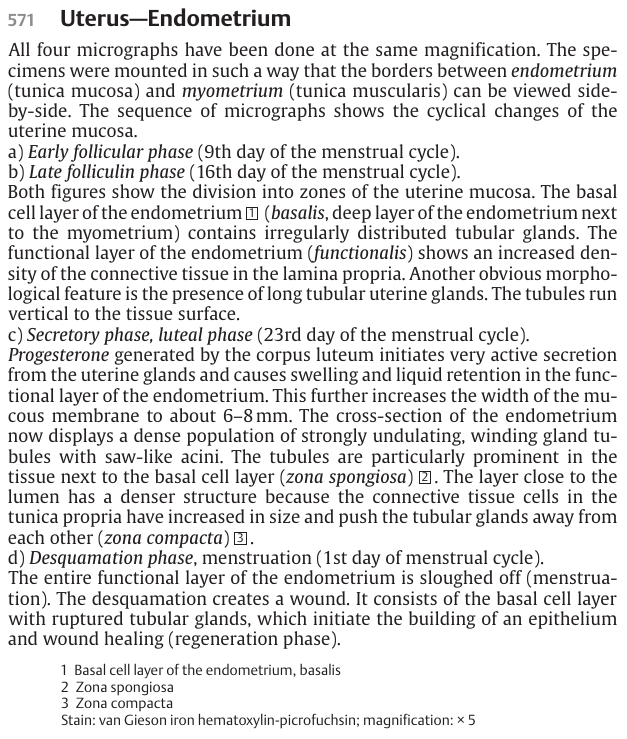 571 Uterus—Endometrium
All four micrographs have been done at the same magnification. The spe-
cimens were mounted in such a way that the borders between endometrium
(tunica mucosa) and myometrium (tunica muscularis) can be viewed side-
by-side. The sequence of micrographs shows the cyclical changes of the
uterine mucosa.
a) Early follicular phase (9th day of the menstrual cycle).
b) Late folliculin phase (16th day of the menstrual cycle).
Both figures show the division into zones of the uterine mucosa. The basal
cell layer of the endometrium 1 (basalis, deep layer of the endometrium next
to the myometrium) contains irregularly distributed tubular glands. The
functional layer of the endometrium (functionalis) shows an increased den-
sity of the connective tissue in the lamina propria. Another obvious morpho-
logical feature is the presence of long tubular uterine glands. The tubules run
vertical to the tissue surface.
c) Secretory phase, luteal phase (23rd day of the menstrual cycle).
Progesterone generated by the corpus luteum initiates very active secretion
from the uterine glands and causes swelling and liquid retention in the func-
tional layer of the endometrium. This further increases the width of the mu-
cous membrane to about 6–8 mm. The cross-section of the endometrium
now displays a dense population of strongly undulating, winding gland tu-
bules with saw-like acini. The tubules are particularly prominent in the
tissue next to the basal cell layer (zona spongiosa) 2. The layer close to the
lumen has a denser structure because the connective tissue cells in the
tunica propria have increased in size and push the tubular glands away from
each other (zona compacta) 3.
d) Desquamation phase, menstruation (1st day of menstrual cycle).
The entire functional layer of the endometrium is sloughed off (menstrua-
tion). The desquamation creates a wound. It consists of the basal cell layer
with ruptured tubular glands, which initiate the building of an epithelium
and wound healing (regeneration phase).
1 Basal cell layer of the endometrium, basalis
2 Zona spongiosa
3 Zona compacta
Stain: van Gieson iron hematoxylin-picrofuchsin; magnification: × 5